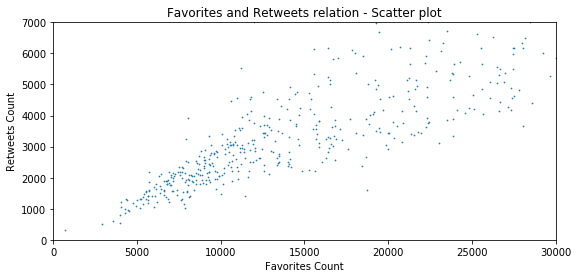 Favorites and Retweets relation - Scatter plot
7000
6000
5000
4000
3000
2000
1000
0
Retweets Count
0 5000 10000 15000 20000 25000 30000
Favorites Count